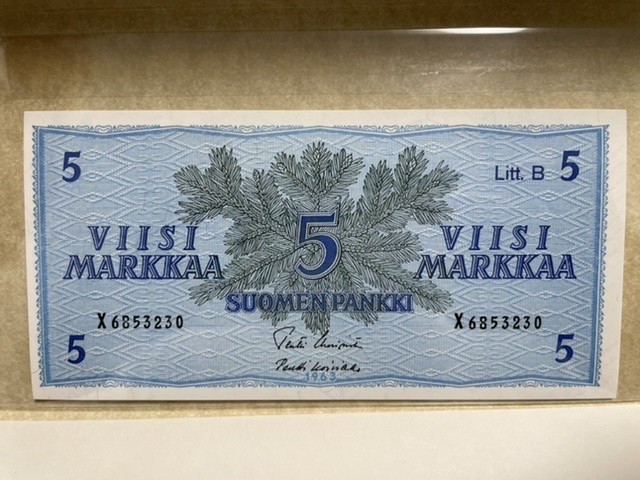 5
Litt. B 5
VIISI
MARKKAA
5
VIISI
MARKKAA
SUOMEN PANKKI
X6853230
X6853230
5
5
1963